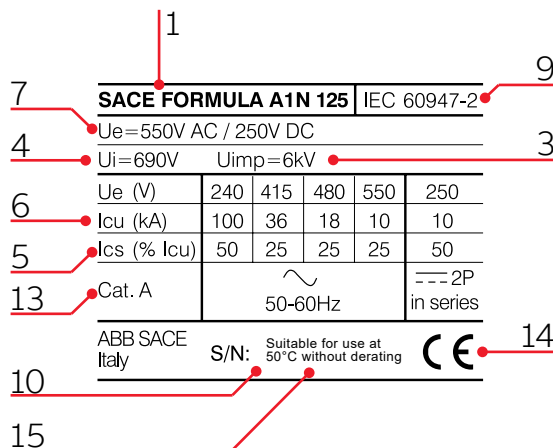 1
SACE FORMULA A1N 125 IEC 60947-2 9
7 Ue=550V AC / 250V DC
4 Ui=690V Uimp=6kV 3
Ue (V) 240 415 480 550 250
6 Icu (kA) 100 36 18 10 10
5 Ics (% Icu) 50 25 25 25 50
13 Cat. A 50-60Hz 2P
in series
ABB SACE
Italy
S/N: Suitable for use at
50°C without derating
CE 14
10
15